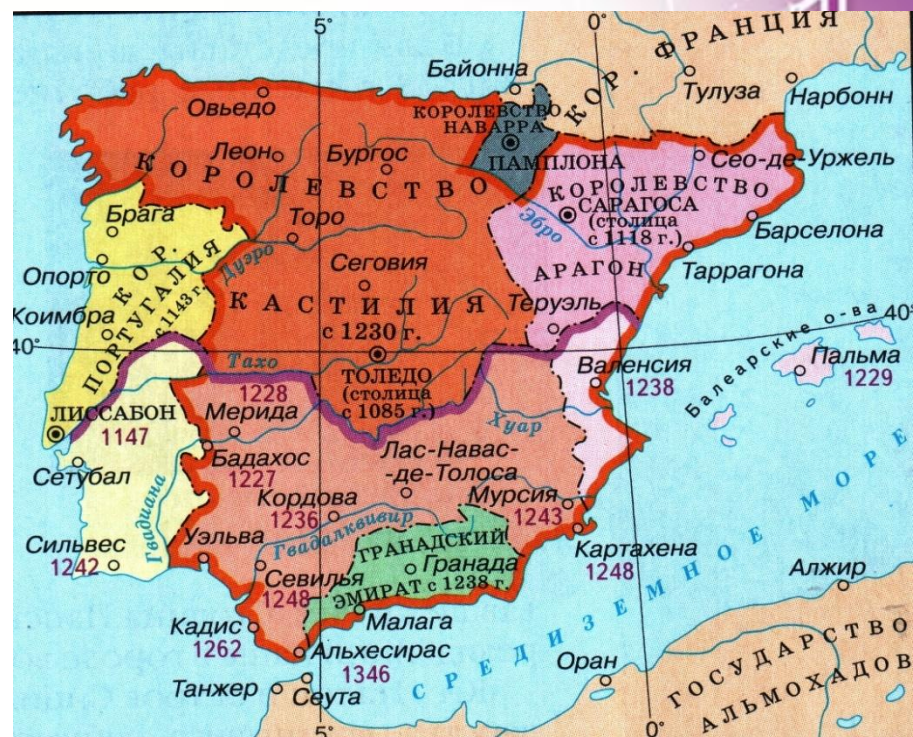 5°
0°
КОР. ФРАНЦИЯ
Байонна
Тулуза
Нарбонн
Овьедо
КОРОЛЕВСТВО
НАВАРРА
ПАМПЛОНА
Леон
Бургос
Сео-де-Уржель
КОРОЛЕВСТВО
КОРОЛЕВСТВО
САРАГОСА
(столица
с 1118 г.)
Эбро
Брага
Торо
Барселона
Опорто
КОР.
ПОРТУГАЛИЯ
с 1143 г.
Дуэро
Сеговия
АРАГОН
Таррагона
КАСТИЛИЯ
с 1230 г.
Теруэль
Коимбра
40°
40°
Балеарские о-ва
Тахо
1228
ТОЛЕДО
(столица
с 1085 г.)
Валенсия
1238
Пальма
1229
ЛИССАБОН
1147
Мерида
Хуар
Сетубал
Бадахос
1227
Лас-Навас-
-де-Толоса
Гвадиана
Кордова
1236
Мурсия
1243
Гвадалквивир
Сильвес
1242
Уэльва
ГРАНАДСКИЙ
Гранада
ЭМИРАТ с 1238 г.
Картахена
1248
Севилья
1248
Алжир
Кадис
1262
Малага
СРЕДИЗЕМНОЕ МОРЕ
Альхесирас
1346
Оран
Танжер
Сеута
ГОСУДАРСТВО
АЛЬМОХАДОВ
5°
0°